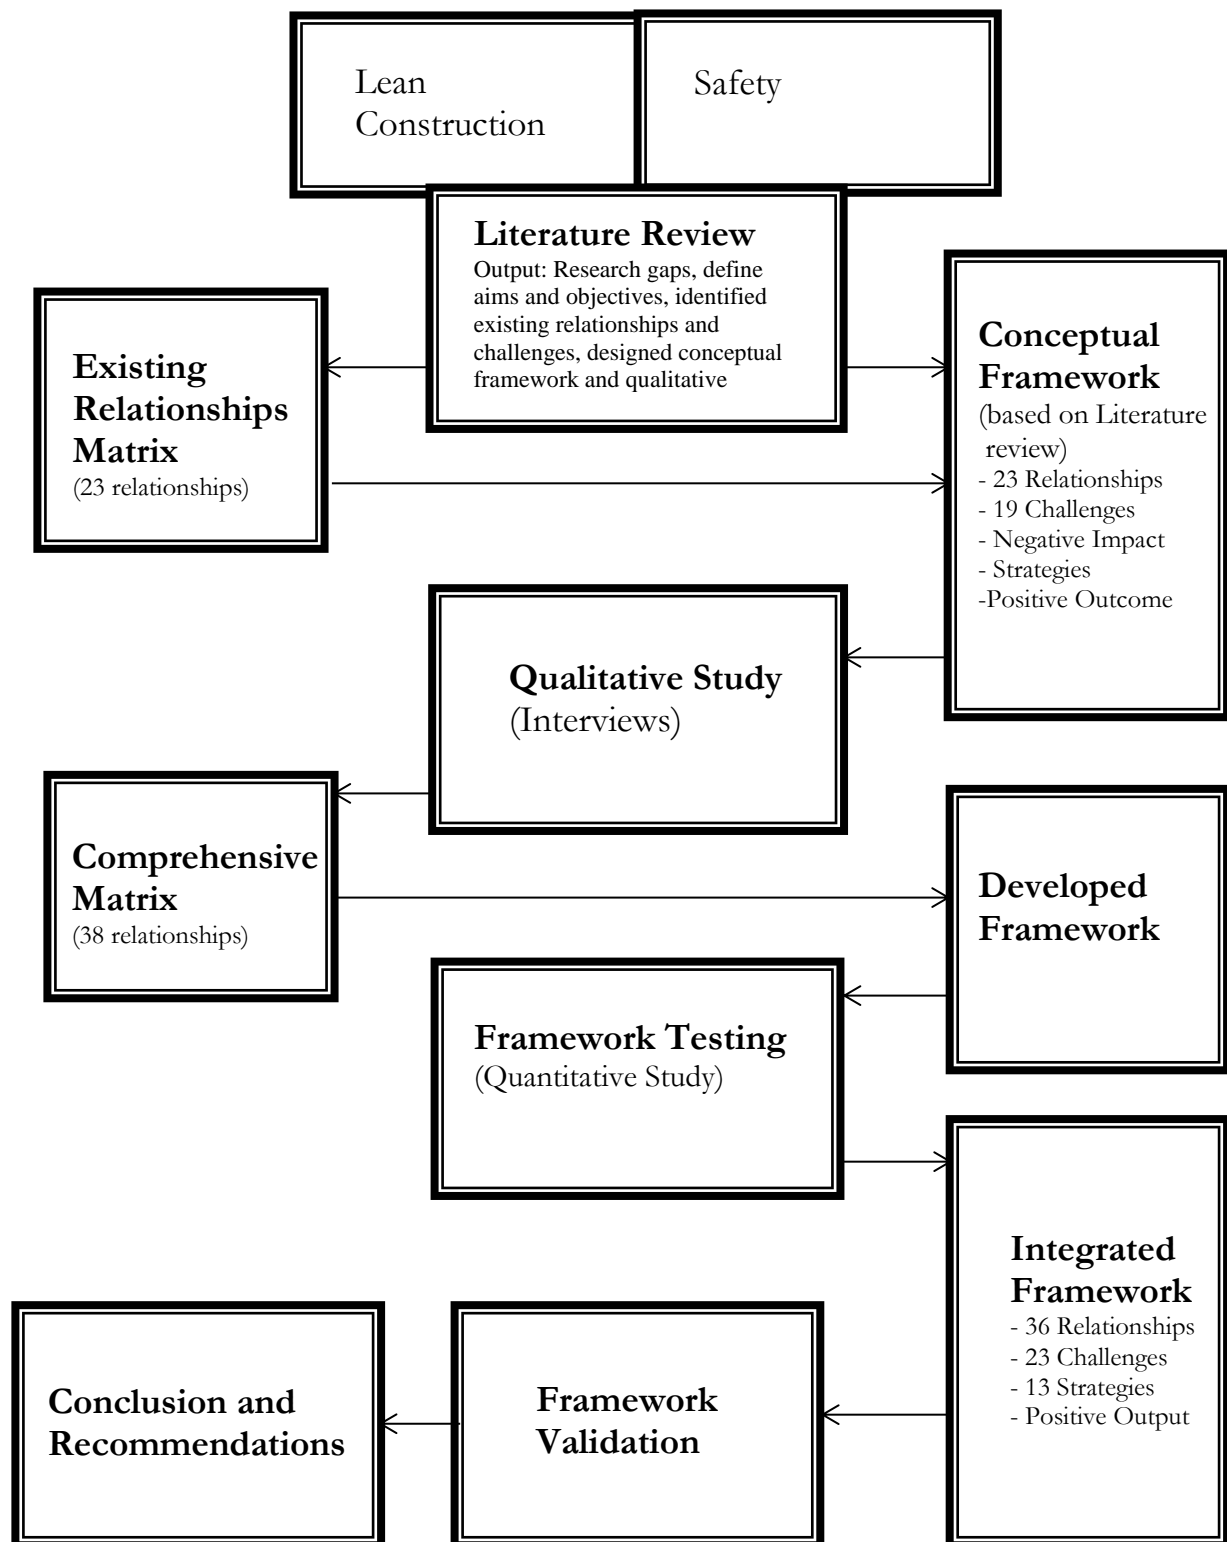 Lean
Construction
Safety
Literature Review
Output: Research gaps, define
aims and objectives, identified
existing relationships and
challenges, designed conceptual
framework and qualitative
Existing
Relationships
Matrix
(23 relationships)
Conceptual
Framework
(based on Literature
review)
- 23 Relationships
- 19 Challenges
- Negative Impact
- Strategies
-Positive Outcome
Qualitative Study
(Interviews)
Comprehensive
Matrix
(38 relationships)
Developed
Framework
Framework Testing
(Quantitative Study)
Integrated
Framework
- 36 Relationships
- 23 Challenges
- 13 Strategies
- Positive Output
Framework
Validation
Conclusion and
Recommendations